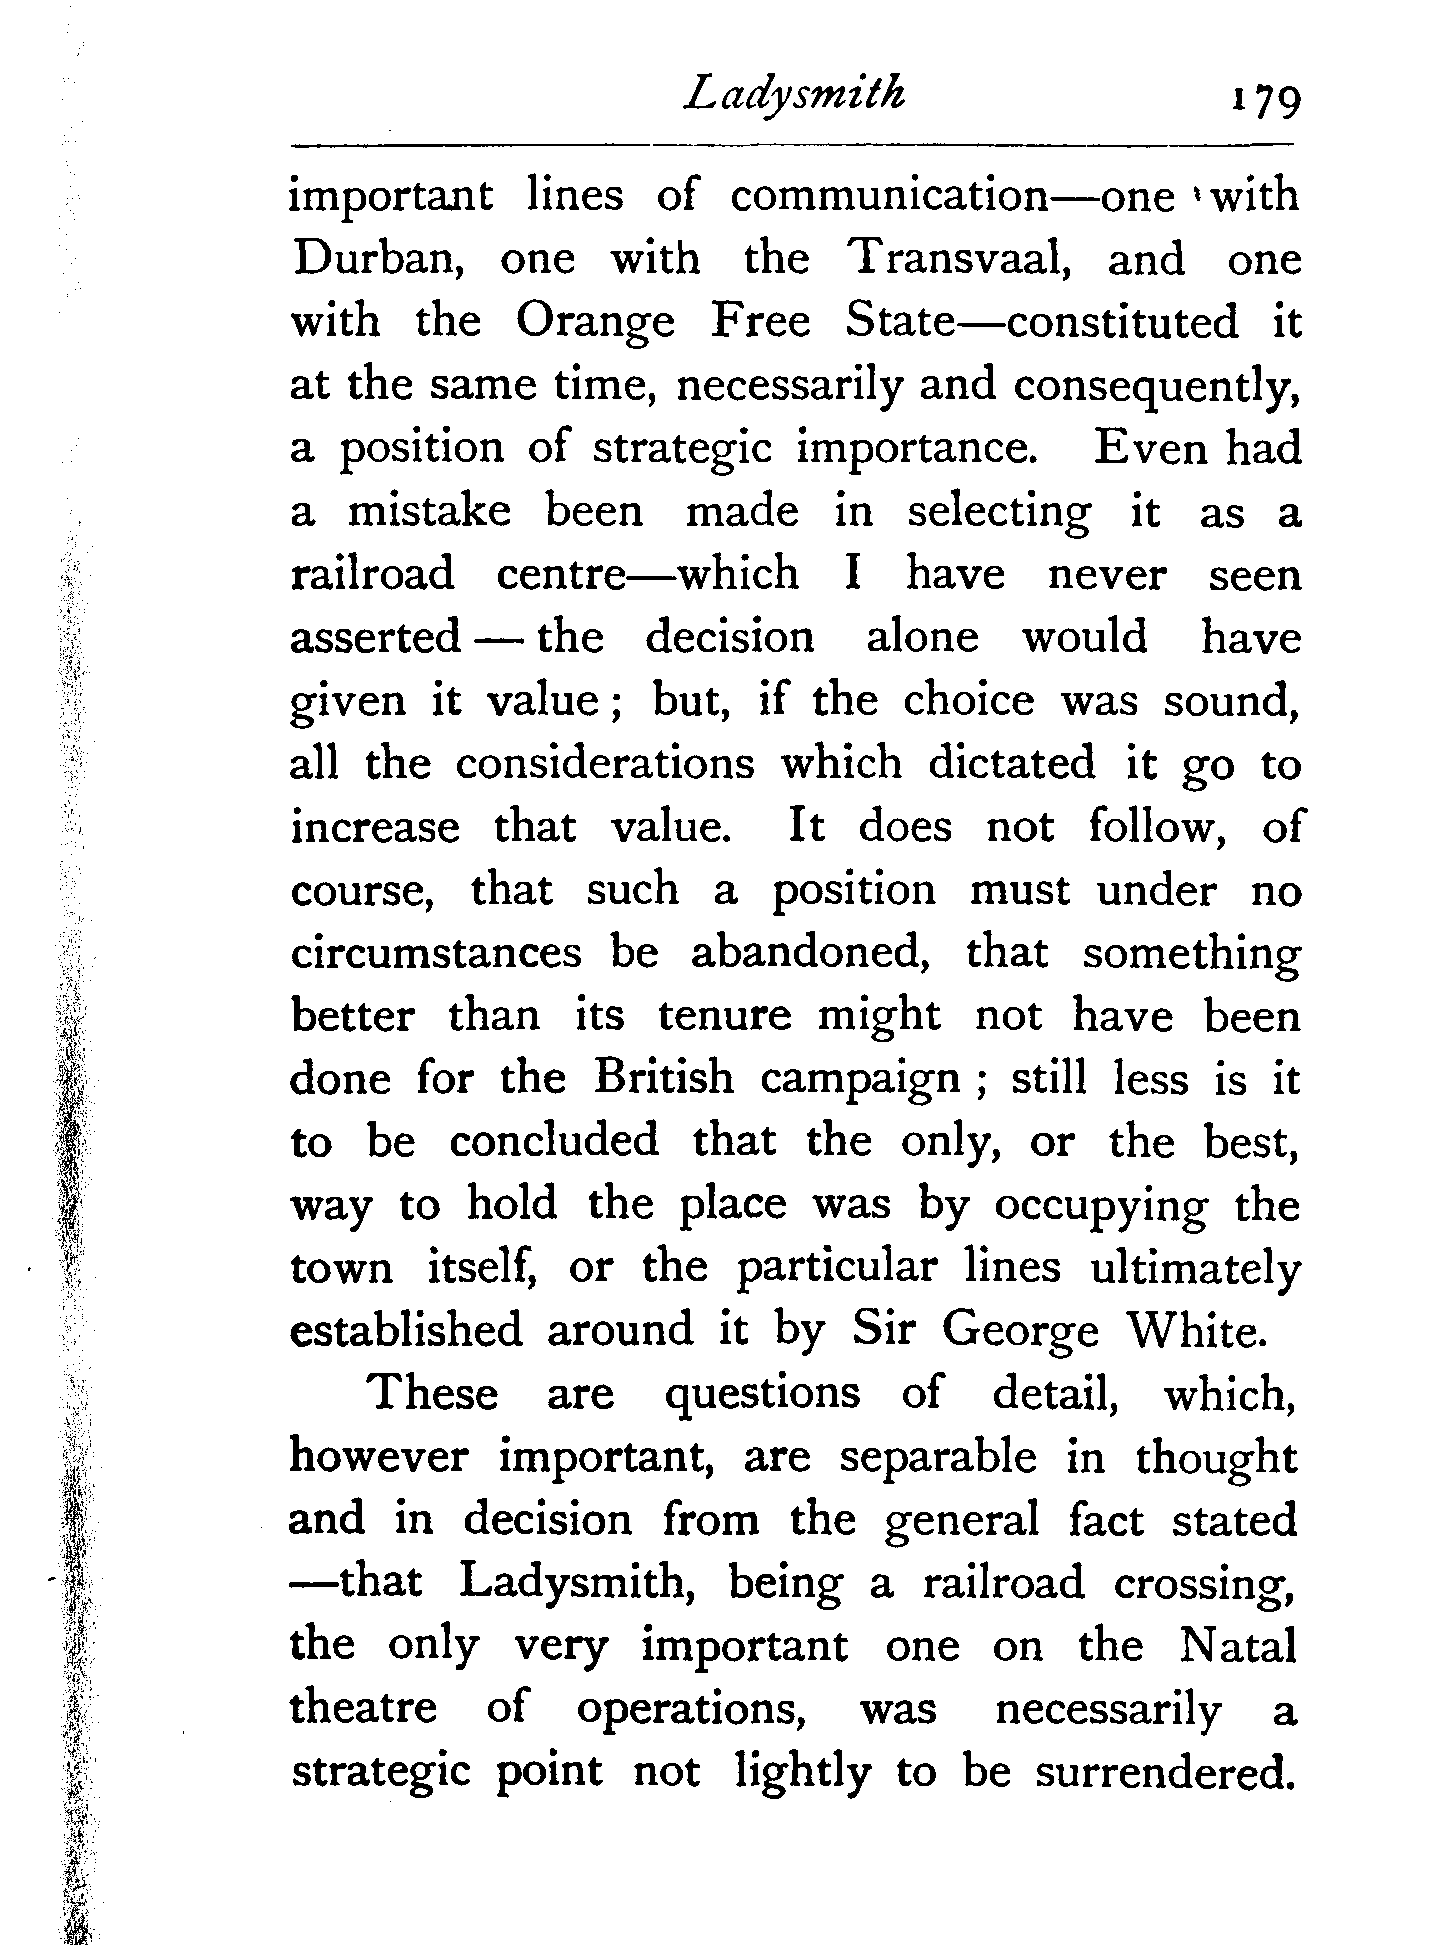 Ladysmith 179
important lines of communication—one with
Durban, one with the Transvaal, and one
with the Orange Free State—constituted it
at the same time, necessarily and consequently,
a position of strategic importance. Even had
a mistake been made in selecting it as a
railroad centre—which I have never seen
asserted — the decision alone would have
given it value ; but, if the choice was sound,
all the considerations which dictated it go to
increase that value. It does not follow, of
course, that such a position must under no
circumstances be abandoned, that something
better than its tenure might not have been
done for the British campaign ; still less is it
to be concluded that the only, or the best,
way to hold the place was by occupying the
town itself, or the particular lines ultimately
established around it by Sir George White.
These are questions of detail, which,
however important, are separable in thought
and in decision from the general fact stated
—that Ladysmith, being a railroad crossing,
the only very important one on the Natal
theatre of operations, was necessarily a
strategic point not lightly to be surrendered.